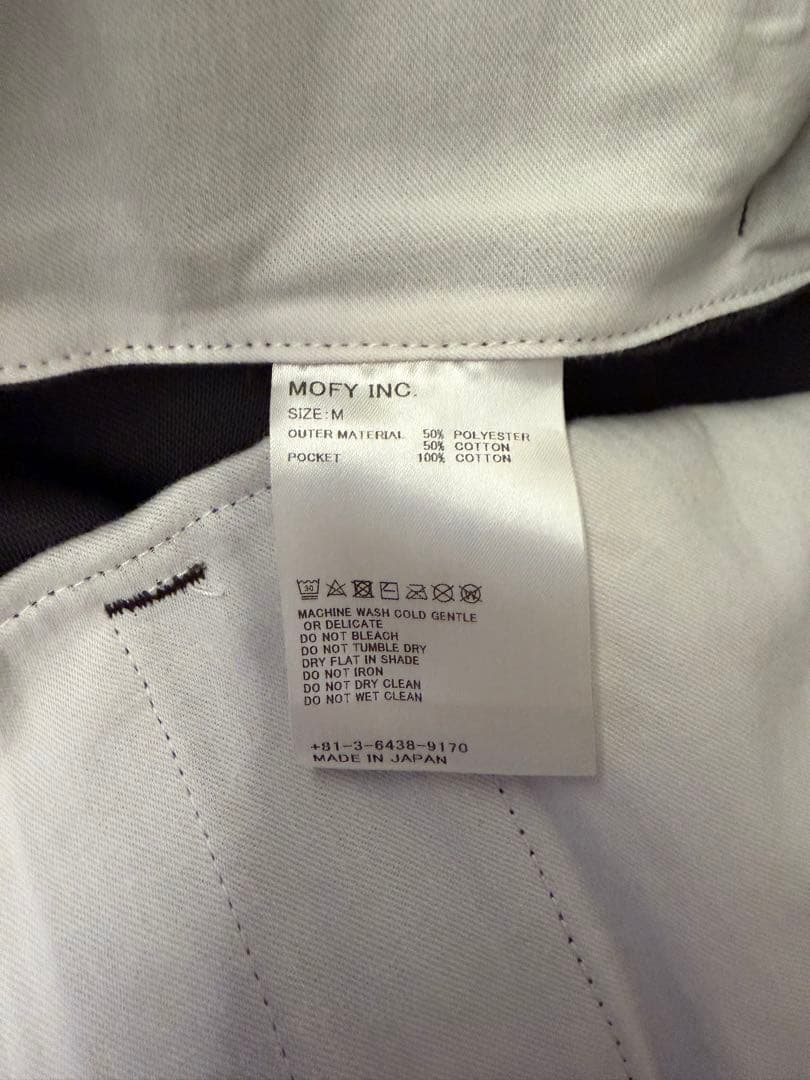 MOFY INC.
SIZE:M
OUTER MATERIAL 50% POLYESTER
50% COTTON
POCKET 100% COTTON
30
MACHINE WASH COLD GENTLE
OR DELICATE
DO NOT BLEACH
DO NOT TUMBLE DRY
DRY FLAT IN SHADE
DO NOT IRON
DO NOT DRY CLEAN
DO NOT WET CLEAN
+81-3-6438-9170
MADE IN JAPAN